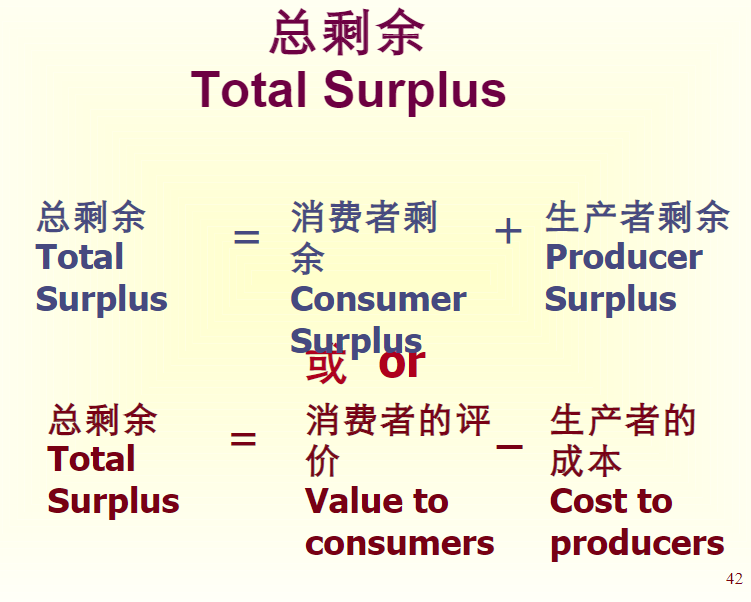 总剩余
Total Surplus
总剩余
Total
Surplus
=
消费者剩
余
Consumer
Surplus
+
生产者剩余
Producer
Surplus
或 or
总剩余
Total
Surplus
=
消费者的评
价
Value to
consumers
–
生产者的
成本
Cost to
producers
42